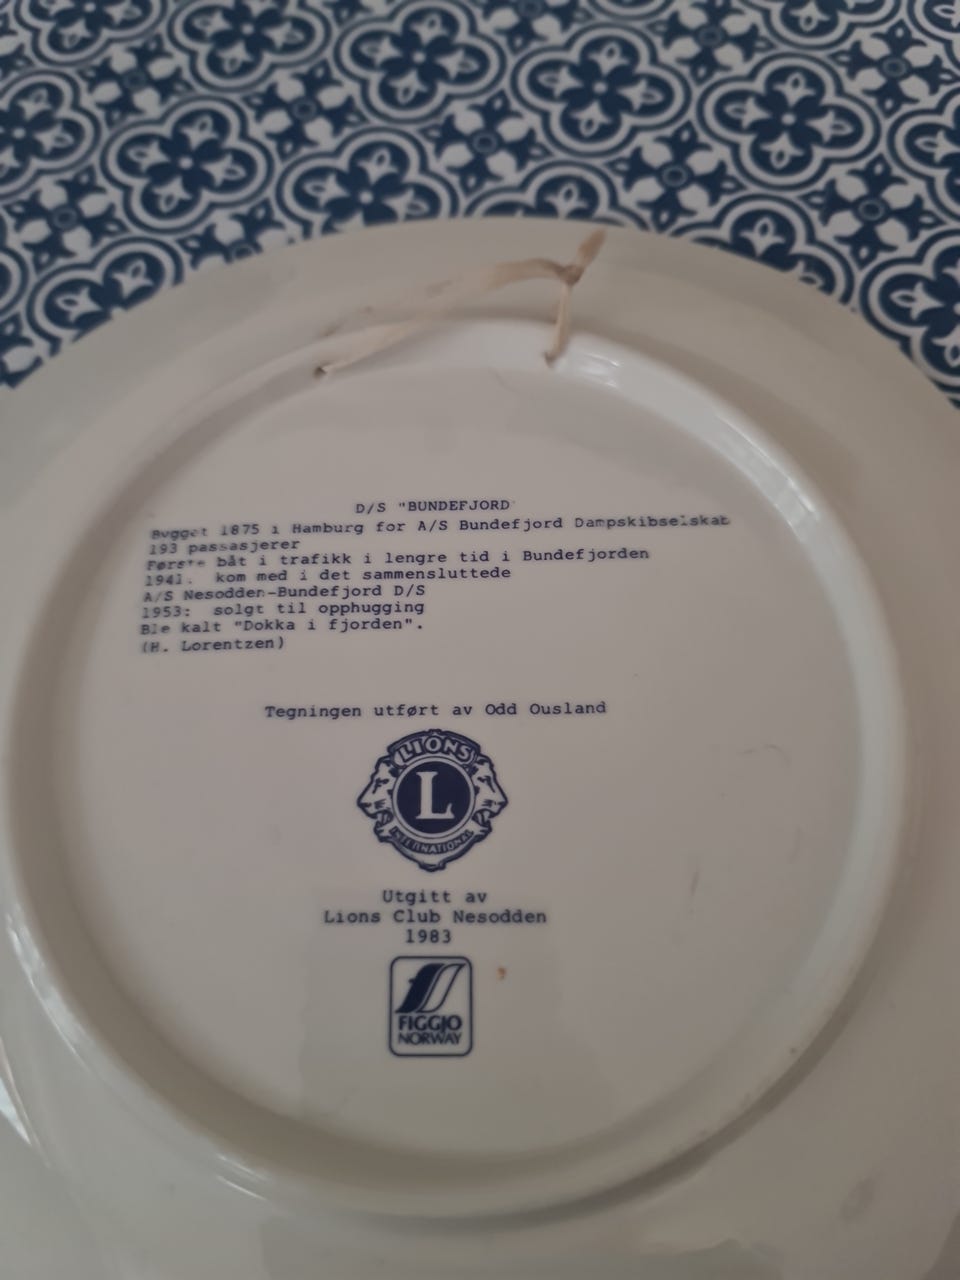 D/S "BUNDEFJORD
Bygget 1875 i Hamburg for A/S Bundefjord Dampskibselskab
193 passasjerer
Første båt i trafikk i lengre tid i Bundefjorden
1941. kom med i det sammensluttede
A/S Nesodden-Bundefjord D/S
1953: solgt til opphugging
Ble kalt "Dokka i fjorden".
(H. Lorentzen)
Tegningen utført av Odd Ousland
LIONS
L
INTERNATIONAL
Utgitt av
Lions Club Nesodden
1983
FIGGJO
NORWAY